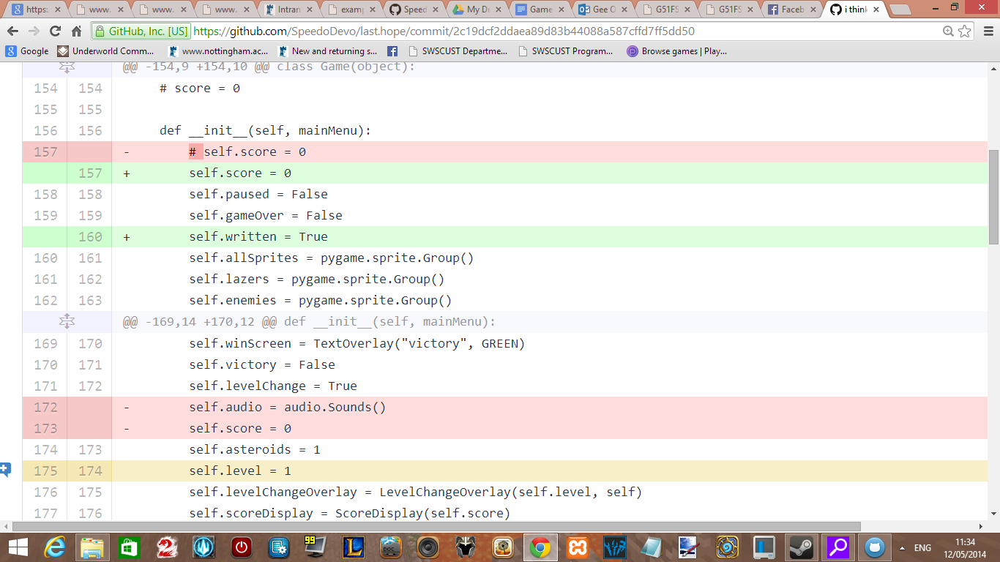 https: www. www. www. Intran examp Speed My Dr Game Gee O G51FS G51FS Faceb i think
GitHub, Inc. [US] https://github.com/SpeedoDevo/last.hope/commit/2c19dcf2ddaea89d83b44088a587cffd7ff5dd50
Google Underworld Comm... www.nottingham.ac... New and returning s... SWSCUST Departme... SWSCUST Program... Browse games | Play...
@@ -154,9 +154,10 @@ class Game(object):
154 154 # score = 0
155 155
156 156 def __init__(self, mainMenu):
157 - # self.score = 0
157 + self.score = 0
158 158 self.paused = False
159 159 self.gameOver = False
160 + self.written = True
160 161 self.allSprites = pygame.sprite.Group()
161 162 self.lazers = pygame.sprite.Group()
162 163 self.enemies = pygame.sprite.Group()
@@ -169,14 +170,12 @@ def __init__(self, mainMenu):
169 170 self.winScreen = TextOverlay("victory", GREEN)
170 171 self.victory = False
171 172 self.levelChange = True
172 - self.audio = audio.Sounds()
173 - self.score = 0
174 173 self.asteroids = 1
175 174 self.level = 1
176 175 self.levelChangeOverlay = LevelChangeOverlay(self.level, self)
177 176 self.scoreDisplay = ScoreDisplay(self.score)
99 DOC ENG 11:34
12/05/2014